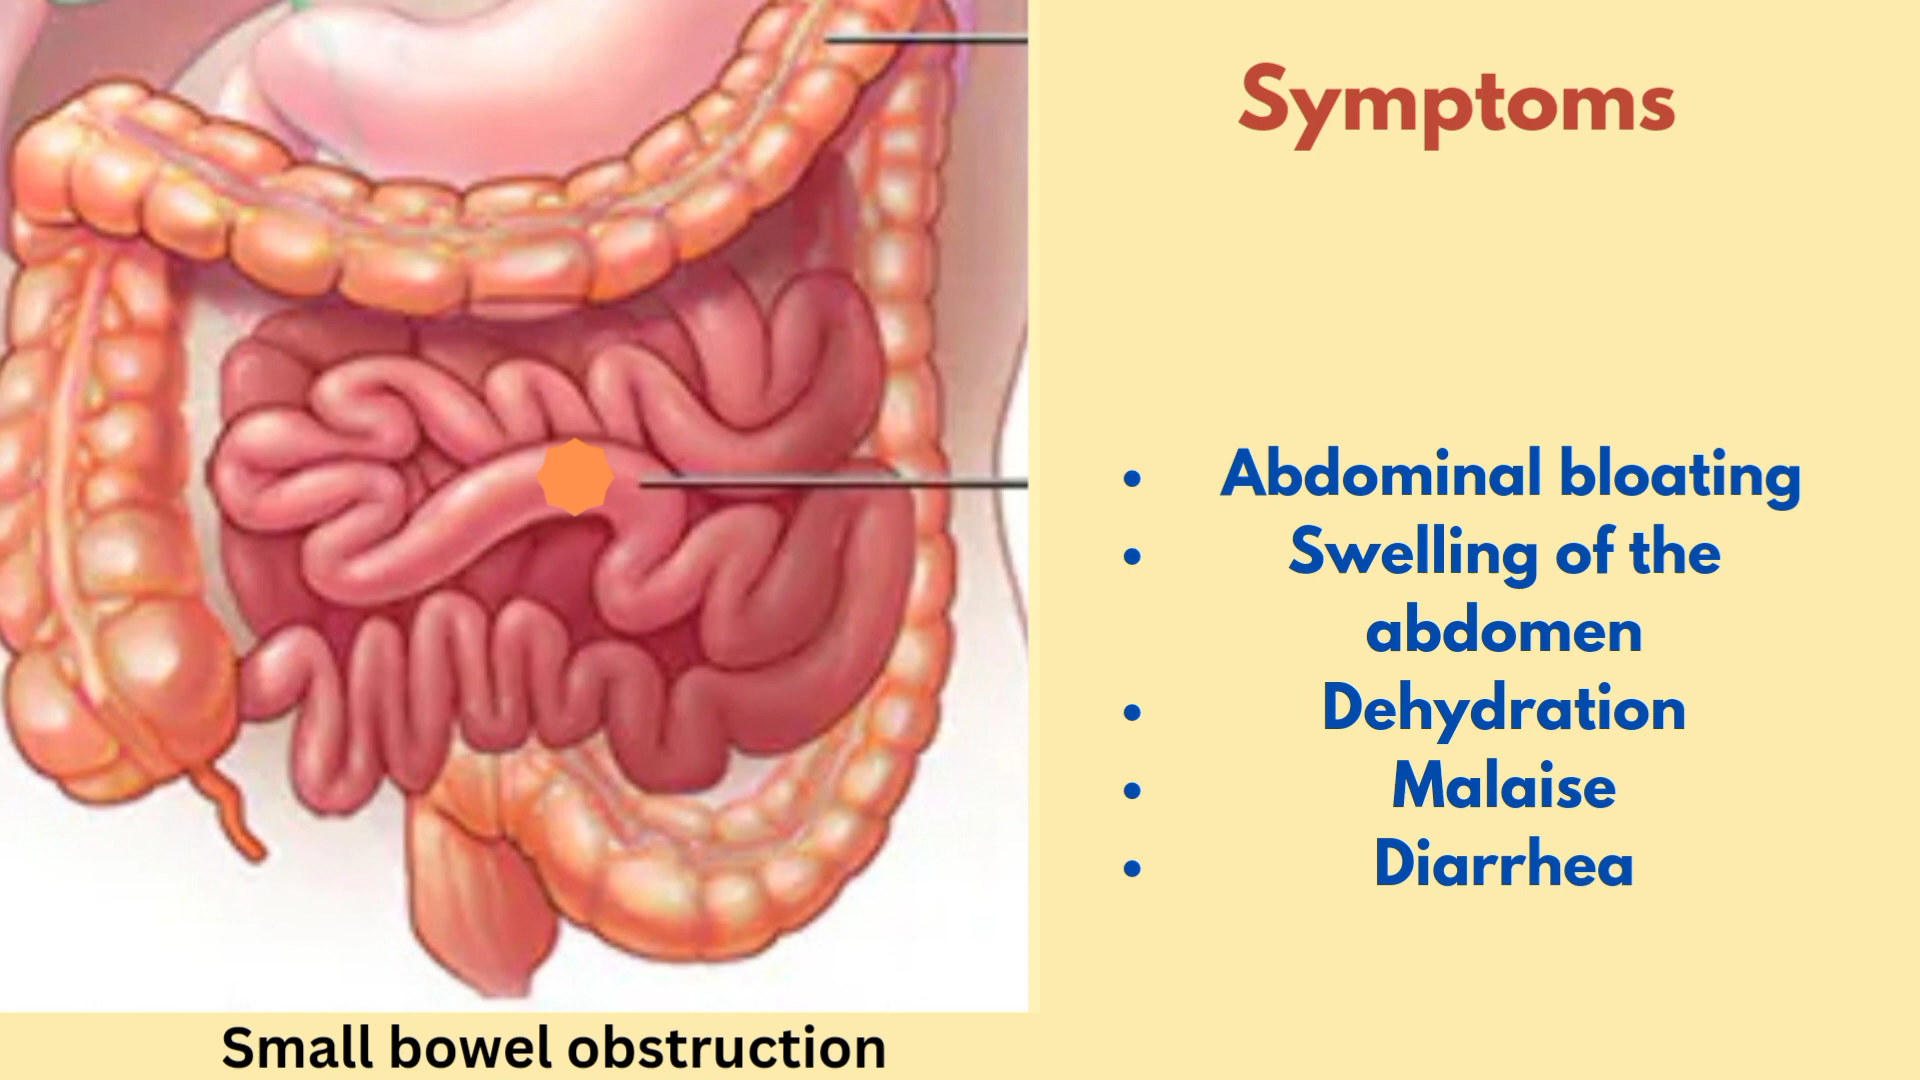 Symptoms
• Abdominal bloating
• Swelling of the
abdomen
• Dehydration
• Malaise
• Diarrhea
Small bowel obstruction